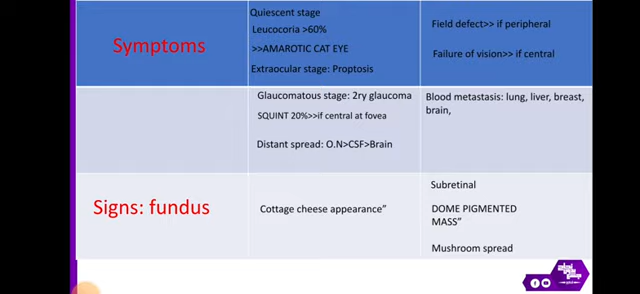 Symptoms
Quiescent stage
Leucocoria >60%
>>AMAROTIC CAT EYE
Extraocular stage: Proptosis
Field defect>> if peripheral
Failure of vision>> if central
Glaucomatous stage: 2ry glaucoma
SQUINT 20%>>if central at fovea
Distant spread: O.N>CSF>Brain
Blood metastasis: lung, liver, breast,
brain,
Signs: fundus
Cottage cheese appearance”
Subretinal
DOME PIGMENTED
MASS”
Mushroom spread